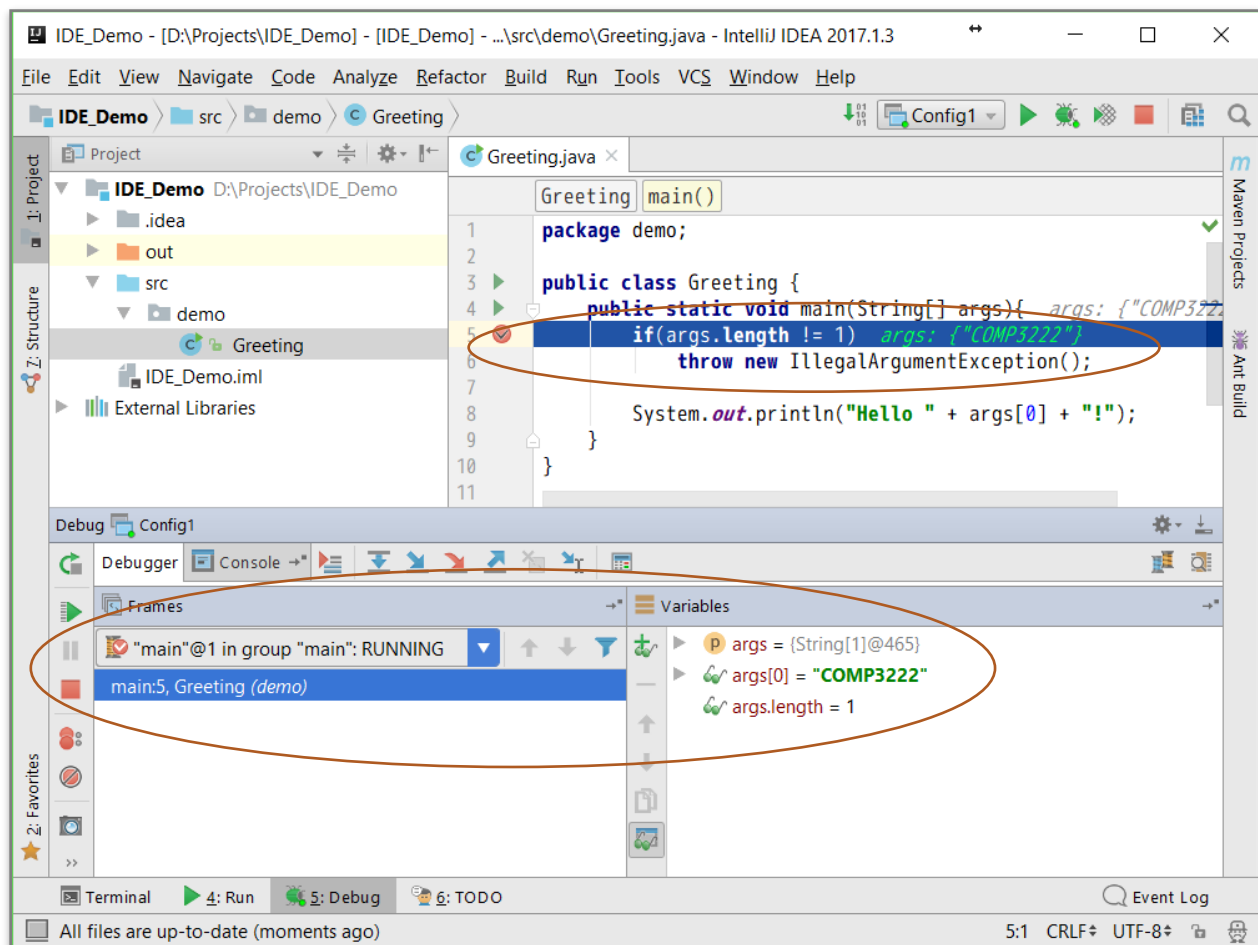 IDE_Demo - [D:\Projects\IDE_Demo] - [IDE_Demo] - ...\src\demo\Greeting.java - IntelliJ IDEA 2017.1.3
File Edit View Navigate Code Analyze Refactor Build Run Tools VCS Window Help
IDE_Demo src demo Greeting Config1
1: Project
Z: Structure
2: Favorites
Project
IDE_Demo D:\Projects\IDE_Demo
.idea
out
src
demo
Greeting
IDE_Demo.iml
External Libraries
Greeting.java
Greeting main()
1 package demo;
2
3 public class Greeting {
4 public static void main(String[] args){ args: {"COMP3222
5 if(args.length != 1) args: {"COMP3222"}
6 throw new IllegalArgumentException();
7
8 System.out.println("Hello " + args[0] + "!");
9 }
10 }
11
Maven Projects
Ant Build
Debug Config1
Debugger Console
Frames
"main"@1 in group "main": RUNNING
main:5, Greeting (demo)
Variables
args = {String[1]@465}
args[0] = "COMP3222"
args.length = 1
Terminal 4: Run 5: Debug 6: TODO Event Log
All files are up-to-date (moments ago) 5:1 CRLF UTF-8